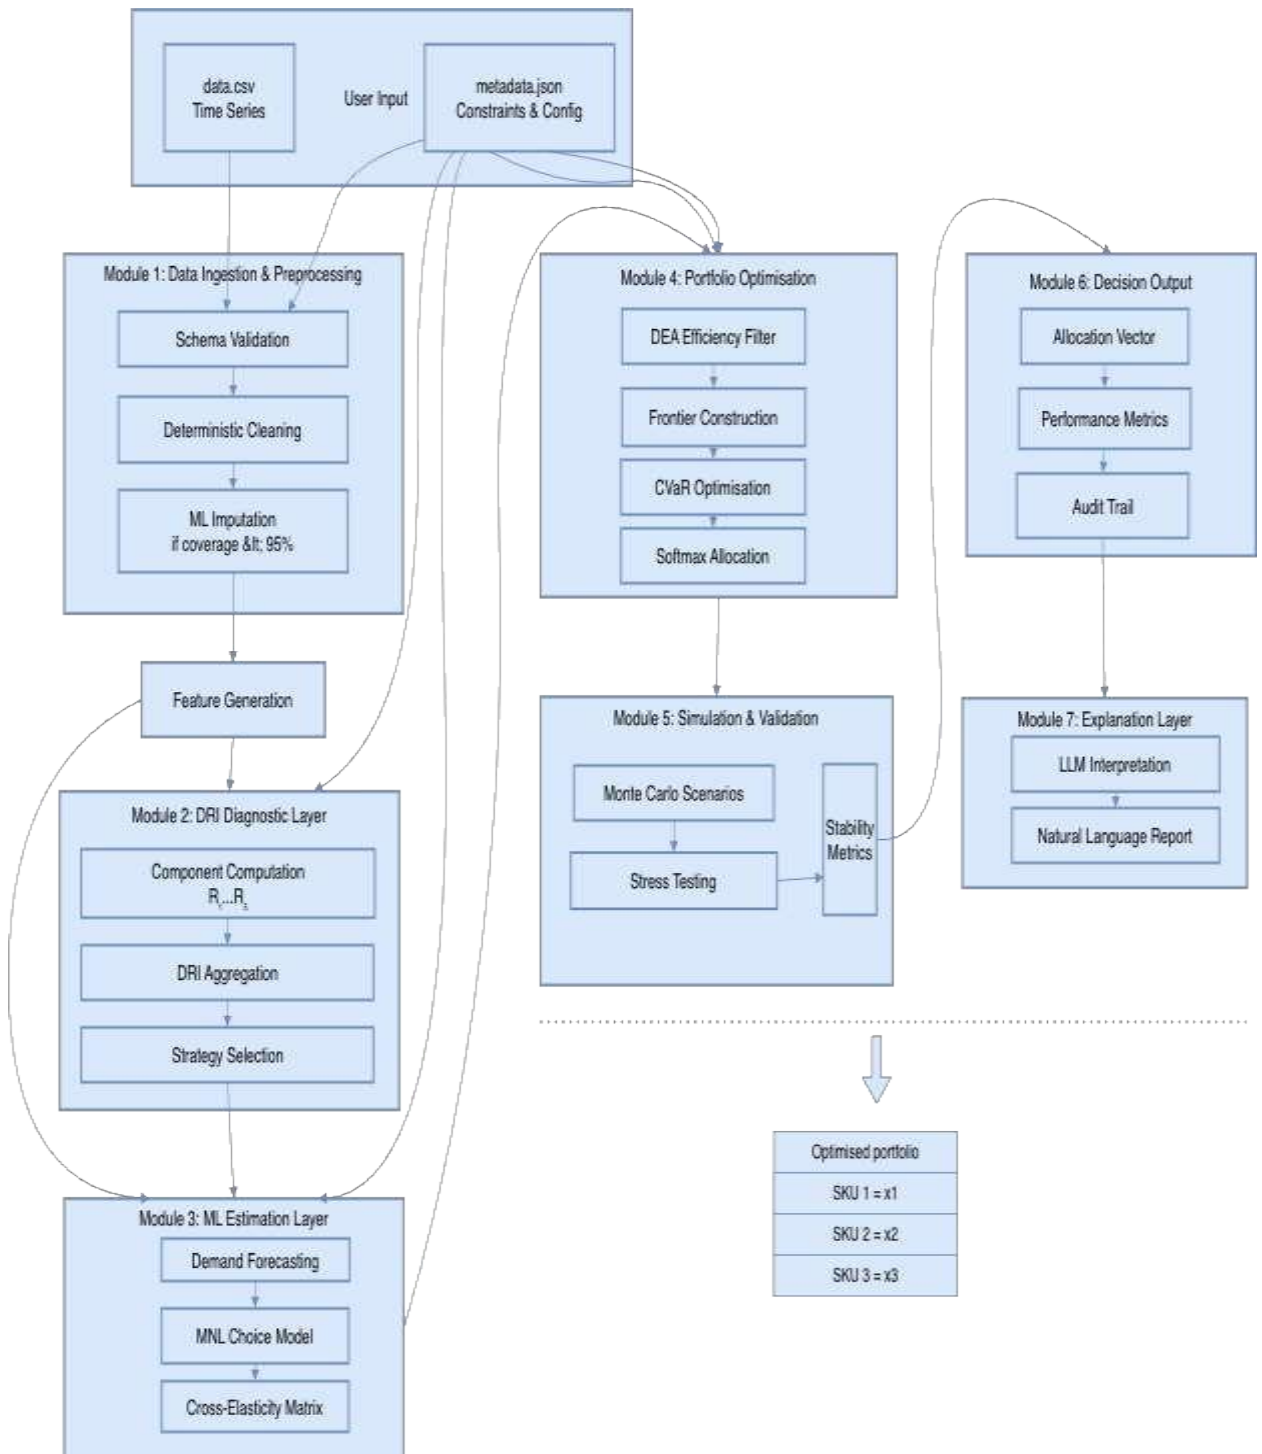 data.csv
Time Series
User Input
metadata.json
Constraints & Config
Module 1: Data Ingestion & Preprocessing
Schema Validation
Deterministic Cleaning
ML Imputation
if coverage &lt; 95%
Feature Generation
Module 2: DRI Diagnostic Layer
Component Computation
DRI Aggregation
Strategy Selection
Module 3: ML Estimation Layer
Demand Forecasting
MNL Choice Model
Cross-Elasticity Matrix
Module 4: Portfolio Optimisation
DEA Efficiency Filter
Frontier Construction
CVaR Optimisation
Softmax Allocation
Module 5: Simulation & Validation
Monte Carlo Scenarios
Stress Testing
Stability
Metrics
Module 6: Decision Output
Allocation Vector
Performance Metrics
Audit Trail
Module 7: Explanation Layer
LLM Interpretation
Natural Language Report
Optimised portfolio
SKU 1 = x1
SKU 2 = x2
SKU 3 = x3